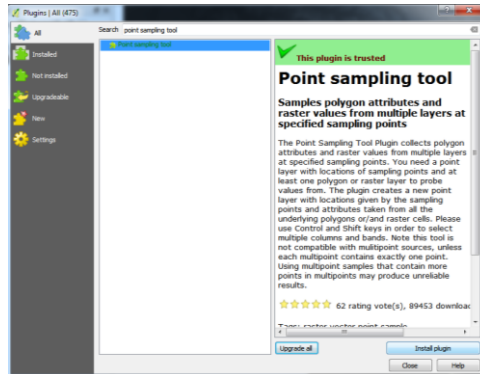 Plugins | All (475)
All
Installed
Not installed
Upgradeable
New
Settings
Search point sampling tool
Point sampling tool
This plugin is trusted
Point sampling tool
Samples polygon attributes and
raster values from multiple layers at
specified sampling points
The Point Sampling Tool Plugin collects polygon
attributes and raster values from multiple layers
at specified sampling points. You need a point
layer with locations of sampling points and at
least one polygon or raster layer to probe
values from. The plugin creates a new point
layer with locations given by the sampling
points and attributes taken from all the
underlying polygons or/and raster cells. Please
use Control and Shift keys in order to select
multiple columns and bands. Note this tool is
not compatible with mulitipoint sources, unless
each multipoint contains exactly one point.
Using multipoint samples that contain more
points in multipoints may produce unreliable
results.
62 rating vote(s), 89453 downloac
Tags: raster vector point sample
Upgrade all
Install plugin
Close
Help